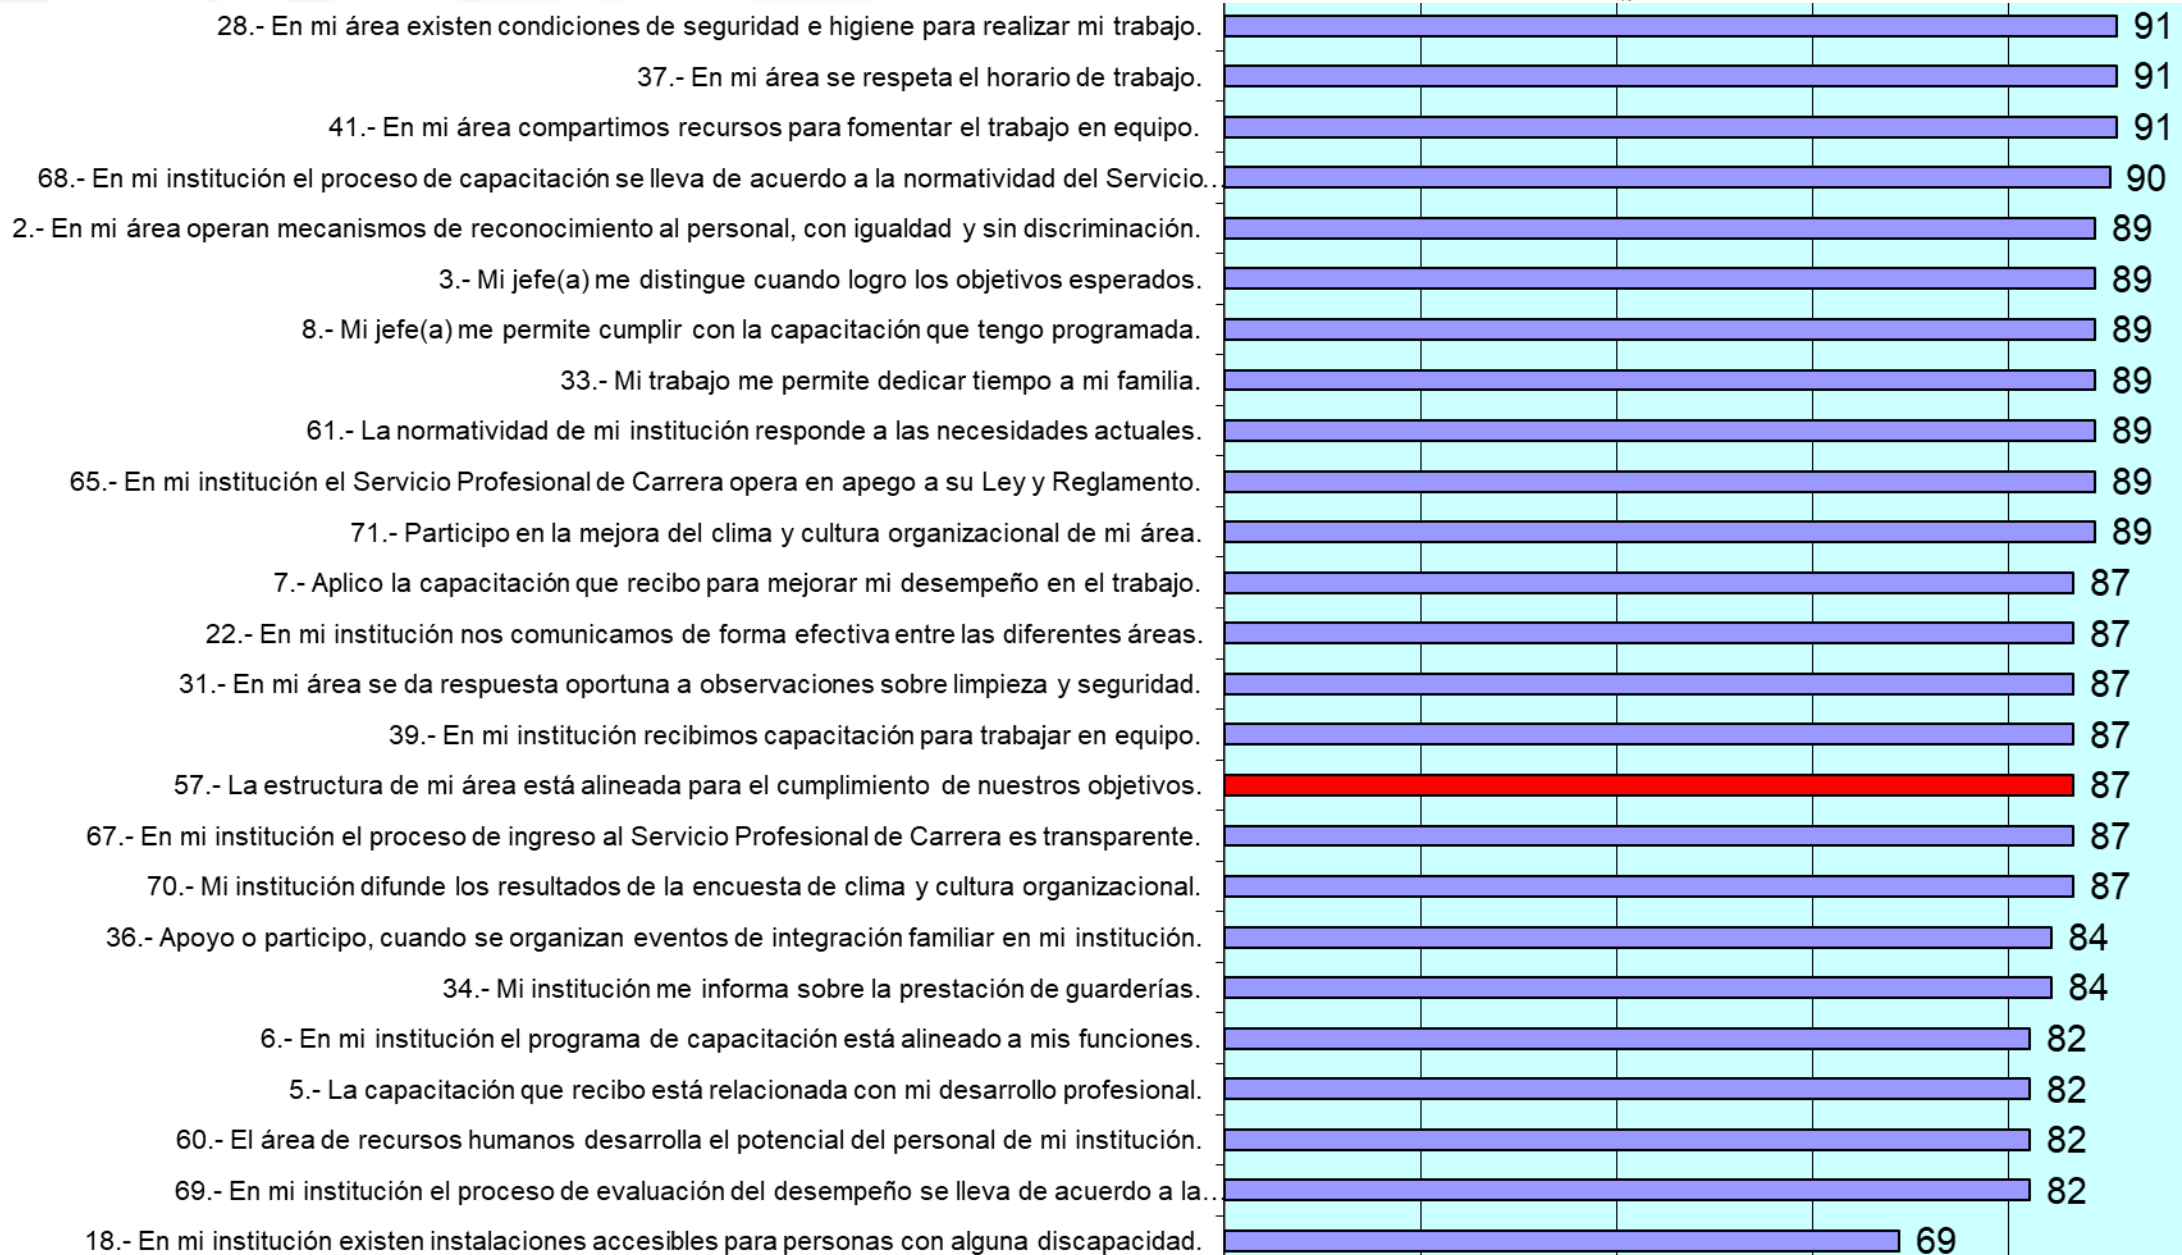 28.- En mi área existen condiciones de seguridad e higiene para realizar mi trabajo. 91
37.- En mi área se respeta el horario de trabajo. 91
41.- En mi área compartimos recursos para fomentar el trabajo en equipo. 91
68.- En mi institución el proceso de capacitación se lleva de acuerdo a la normatividad del Servicio... 90
2.- En mi área operan mecanismos de reconocimiento al personal, con igualdad y sin discriminación. 89
3.- Mi jefe(a) me distingue cuando logro los objetivos esperados. 89
8.- Mi jefe(a) me permite cumplir con la capacitación que tengo programada. 89
33.- Mi trabajo me permite dedicar tiempo a mi familia. 89
61.- La normatividad de mi institución responde a las necesidades actuales. 89
65.- En mi institución el Servicio Profesional de Carrera opera en apego a su Ley y Reglamento. 89
71.- Participo en la mejora del clima y cultura organizacional de mi área. 89
7.- Aplico la capacitación que recibo para mejorar mi desempeño en el trabajo. 87
22.- En mi institución nos comunicamos de forma efectiva entre las diferentes áreas. 87
31.- En mi área se da respuesta oportuna a observaciones sobre limpieza y seguridad. 87
39.- En mi institución recibimos capacitación para trabajar en equipo. 87
57.- La estructura de mi área está alineada para el cumplimiento de nuestros objetivos. 87
67.- En mi institución el proceso de ingreso al Servicio Profesional de Carrera es transparente. 87
70.- Mi institución difunde los resultados de la encuesta de clima y cultura organizacional. 87
36.- Apoyo o participo, cuando se organizan eventos de integración familiar en mi institución. 84
34.- Mi institución me informa sobre la prestación de guarderías. 84
6.- En mi institución el programa de capacitación está alineado a mis funciones. 82
5.- La capacitación que recibo está relacionada con mi desarrollo profesional. 82
60.- El área de recursos humanos desarrolla el potencial del personal de mi institución. 82
69.- En mi institución el proceso de evaluación del desempeño se lleva de acuerdo a la... 82
18.- En mi institución existen instalaciones accesibles para personas con alguna discapacidad. 69